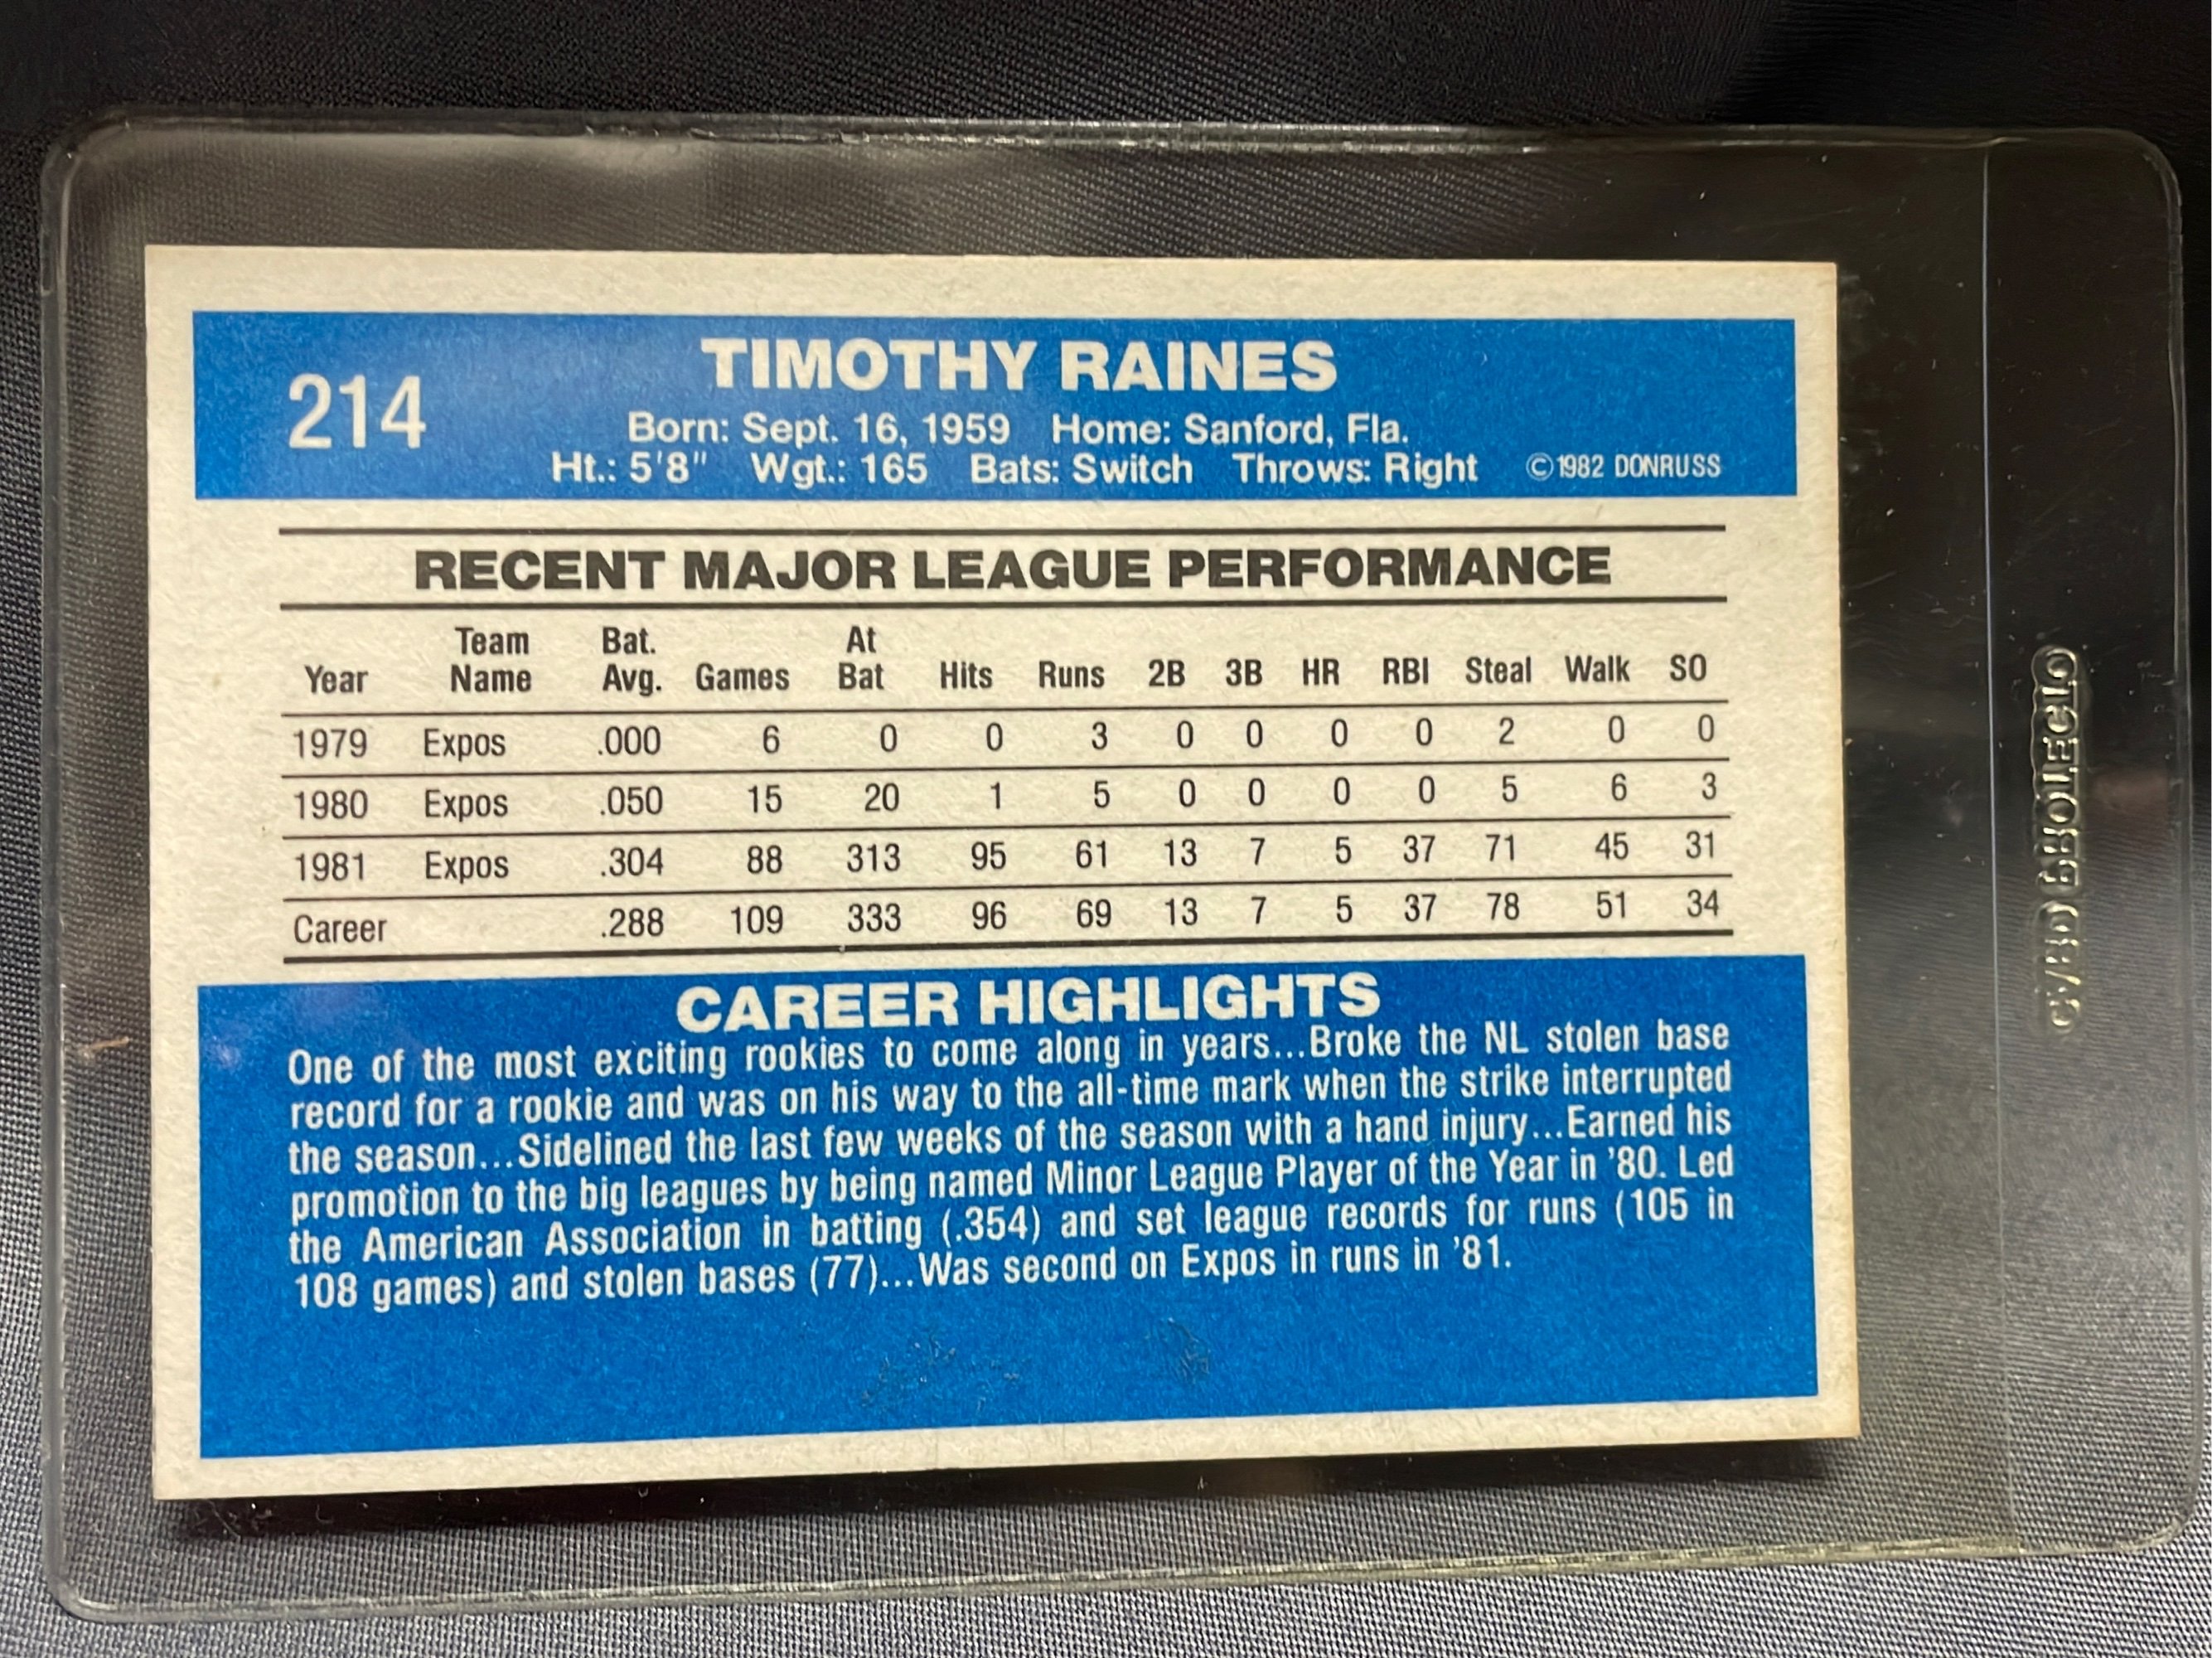 214
TIMOTHY RAINES
Born: Sept. 16, 1959 Home: Sanford, Fla.
Ht.: 5'8" Wgt.: 165 Bats: Switch Throws: Right ©1982 DONRUSS
RECENT MAJOR LEAGUE PERFORMANCE
Year Team Name Bat. Avg. Games At Bat Hits Runs 2B 3B HR RBI Steal Walk SO
1979 Expos .000 6 0 0 3 0 0 0 0 2 0 0
1980 Expos .050 15 20 1 5 0 0 0 0 5 6 3
1981 Expos .304 88 313 95 61 13 7 5 37 71 45 31
Career .288 109 333 96 69 13 7 5 37 78 51 34
CAREER HIGHLIGHTS
One of the most exciting rookies to come along in years...Broke the NL stolen base
record for a rookie and was on his way to the all-time mark when the strike interrupted
the season...Sidelined the last few weeks of the season with a hand injury...Earned his
promotion to the big leagues by being named Minor League Player of the Year in '80. Led
the American Association in batting (.354) and set league records for runs (105 in
108 games) and stolen bases (77)...Was second on Expos in runs in '81.
CARD PROTECTO